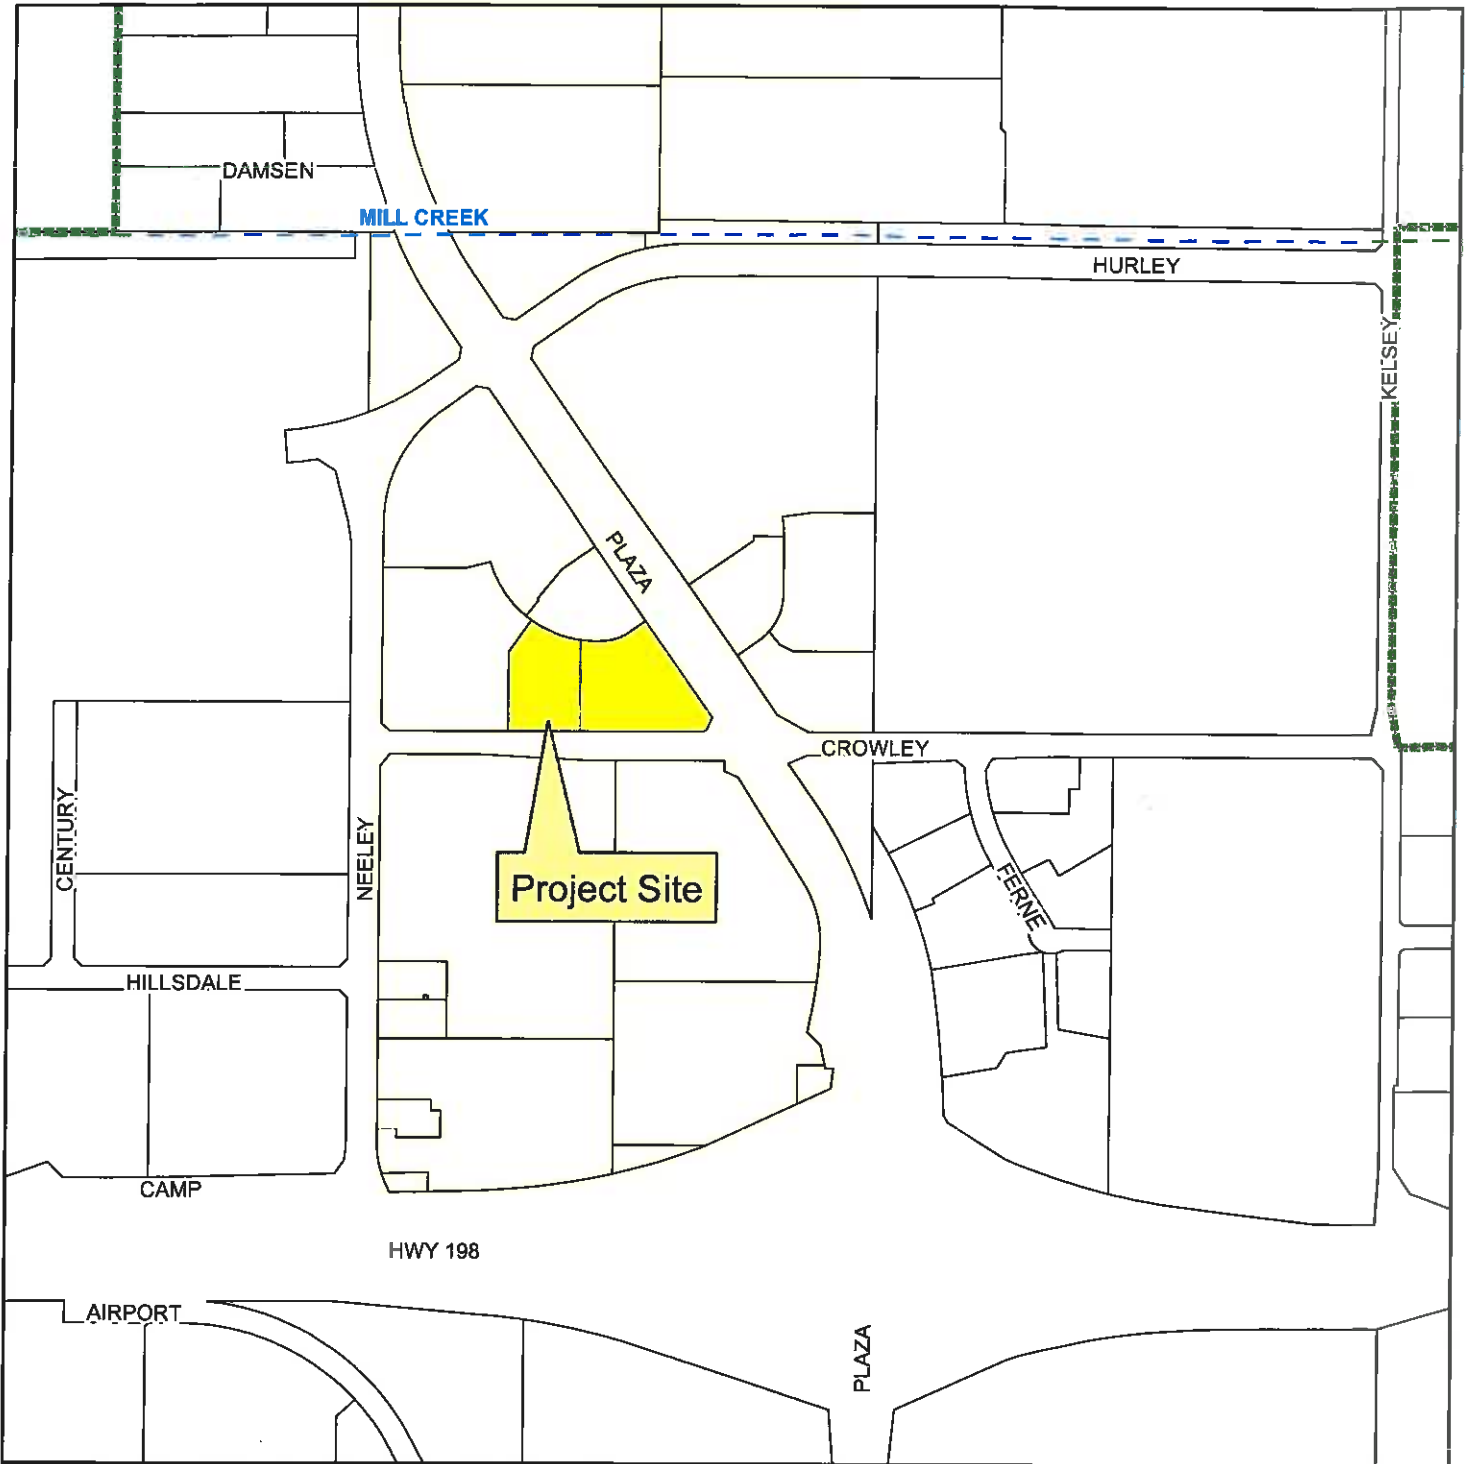 DAMSEN
MILL CREEK
HURLEY
KELSEY
PLAZA
CROWLEY
CENTURY
NEELEY
Project Site
FERNE
HILLSDALE
CAMP
HWY 198
AIRPORT
PLAZA